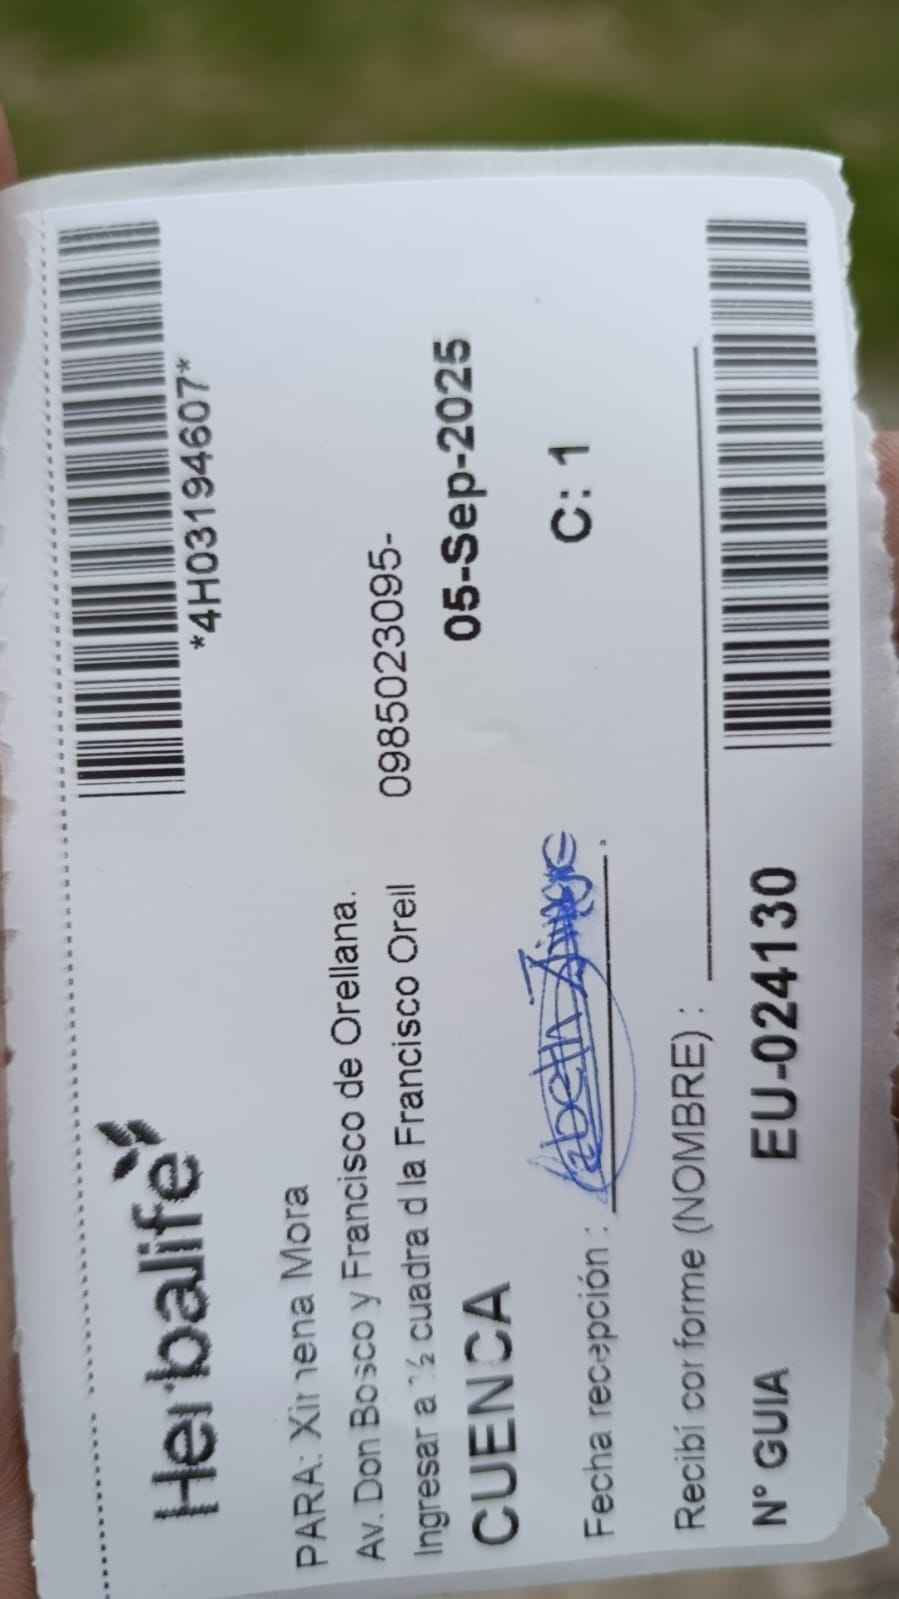 Herbalife
*4H03194607*
PARA: Ximena Mora
Av. Don Bosco y Francisco de Orellana.
Ingresar a ½ cuadra d la Francisco Orell 0985023095-
CUENCA 05-Sep-2025
Fecha recepción : C: 1
Recibí conforme (NOMBRE) :
N° GUIA EU-024130